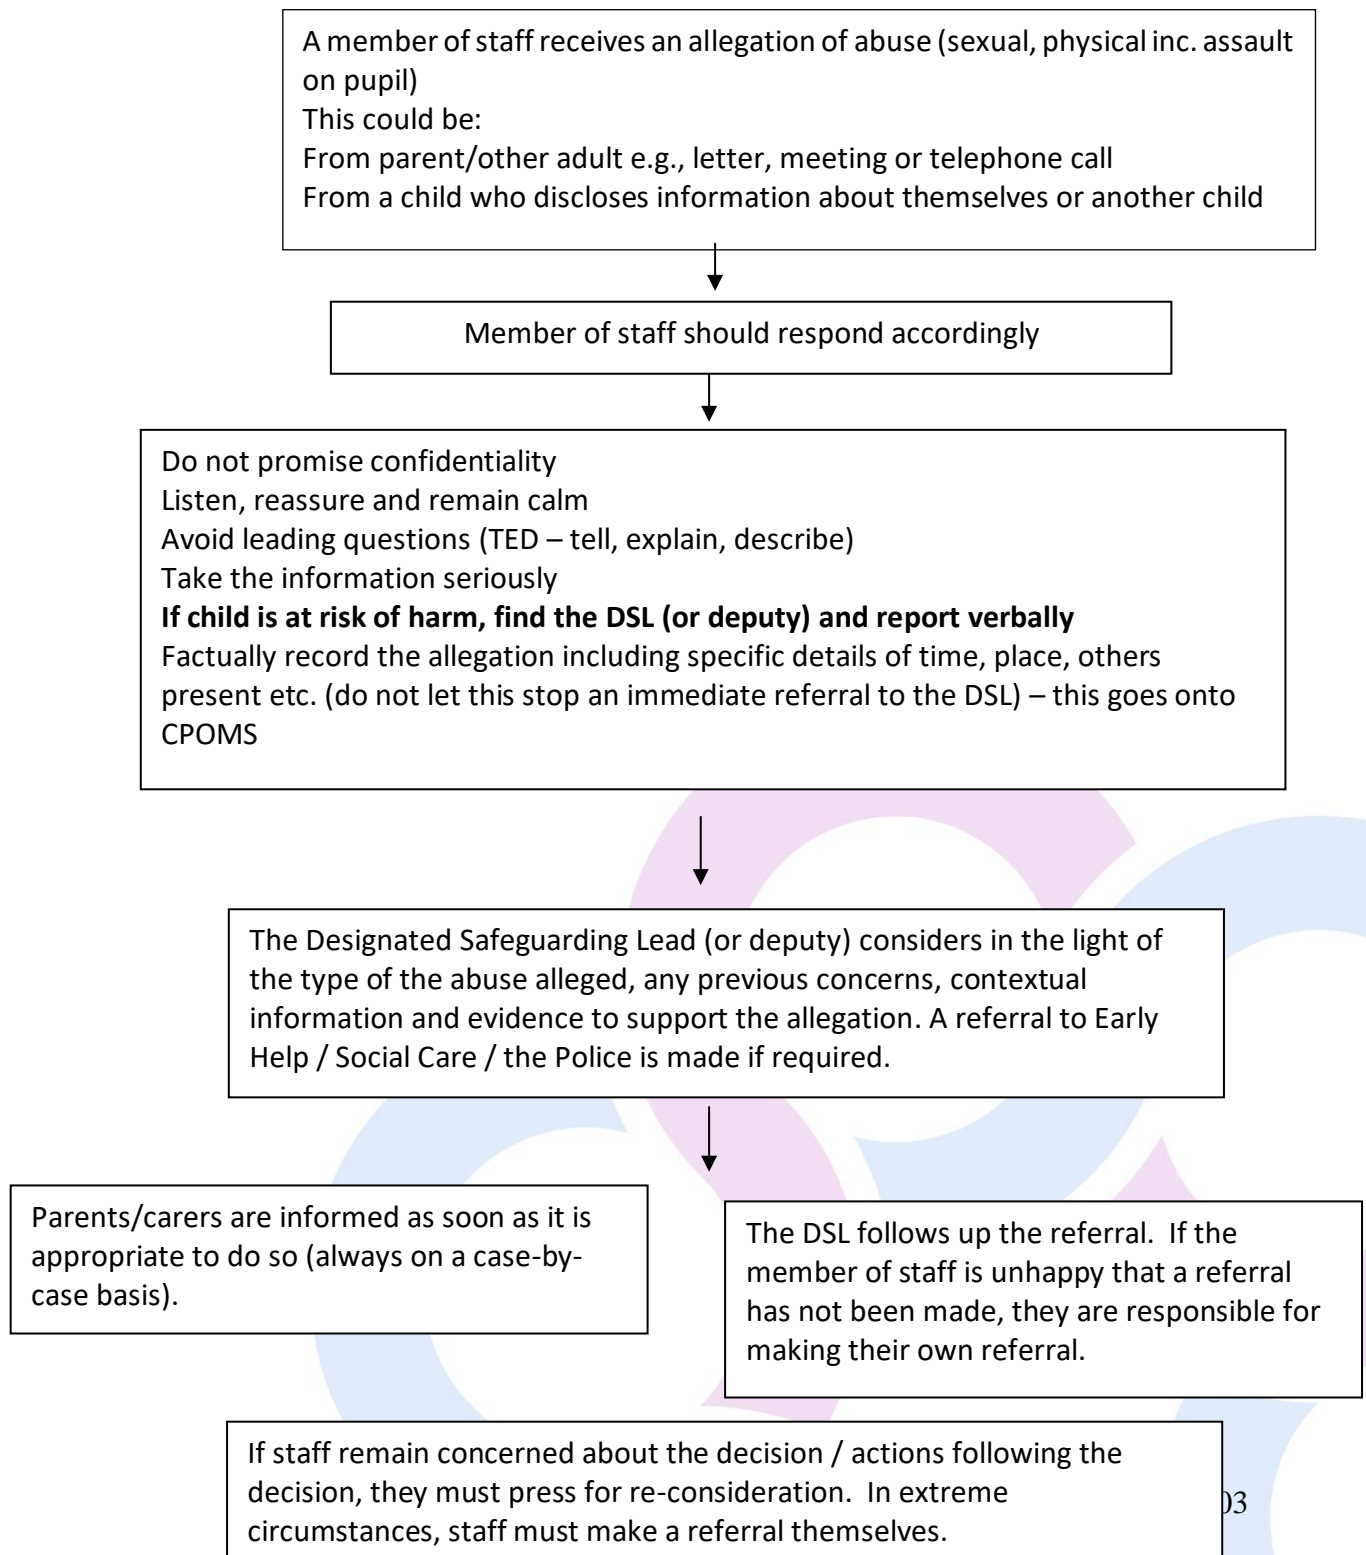 A member of staff receives an allegation of abuse (sexual, physical inc. assault
on pupil)
This could be:
From parent/other adult e.g., letter, meeting or telephone call
From a child who discloses information about themselves or another child
Member of staff should respond accordingly
Do not promise confidentiality
Listen, reassure and remain calm
Avoid leading questions (TED – tell, explain, describe)
Take the information seriously
If child is at risk of harm, find the DSL (or deputy) and report verbally
Factually record the allegation including specific details of time, place, others
present etc. (do not let this stop an immediate referral to the DSL) – this goes onto
CPOMS
The Designated Safeguarding Lead (or deputy) considers in the light of
the type of the abuse alleged, any previous concerns, contextual
information and evidence to support the allegation. A referral to Early
Help / Social Care / the Police is made if required.
Parents/carers are informed as soon as it is
appropriate to do so (always on a case-by-
case basis).
The DSL follows up the referral.  If the
member of staff is unhappy that a referral
has not been made, they are responsible for
making their own referral.
If staff remain concerned about the decision / actions following the
decision, they must press for re-consideration.  In extreme
circumstances, staff must make a referral themselves.